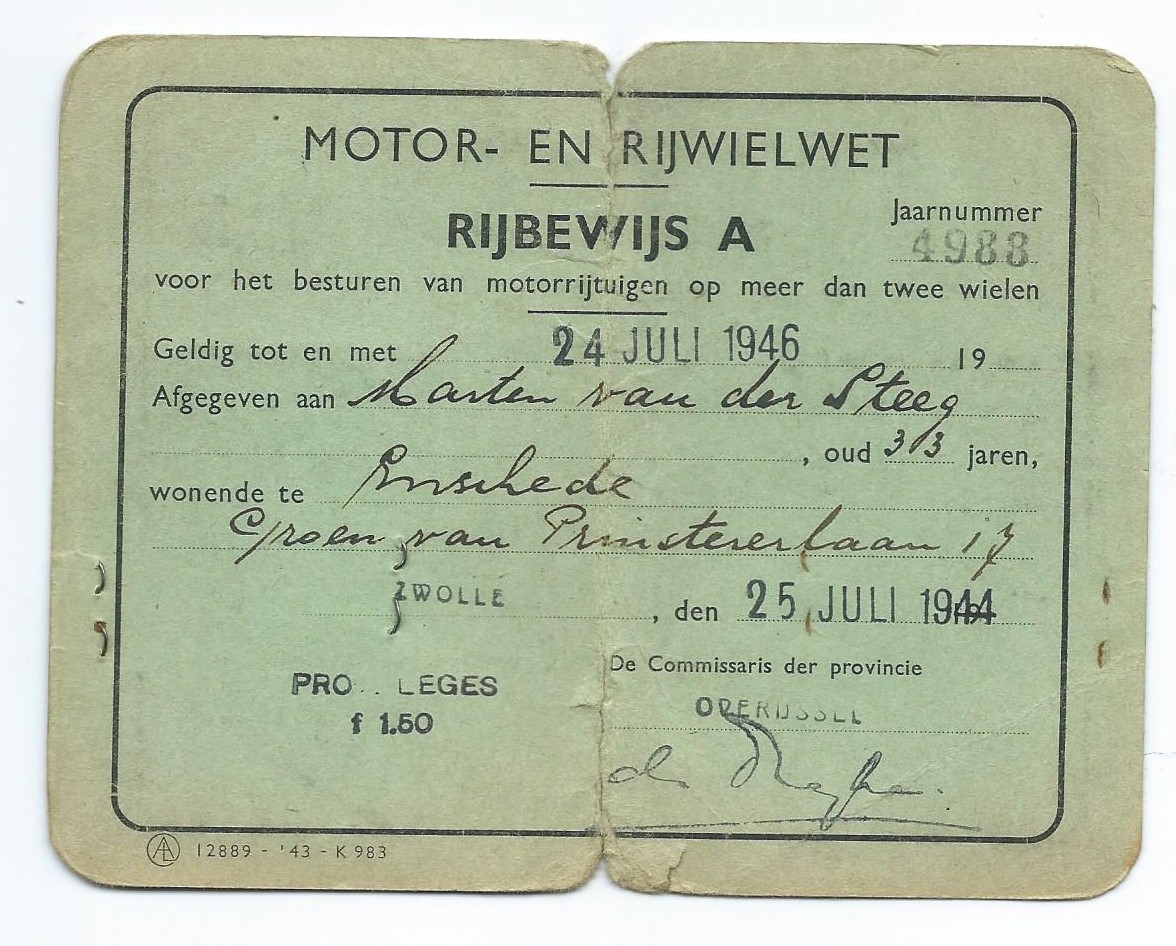 MOTOR- EN RIJWIELWET
RIJBEWIJS A
Jaarnummer
4988
voor het besturen van motorrijtuigen op meer dan twee wielen
Geldig tot en met 24 JULI 1946 19
Afgegeven aan Marten van der Steeg
, oud 33 jaren,
wonende te Enschede
Groen van Prinstererlaan 17
ZWOLLE , den 25 JULI 1944
De Commissaris der provincie
PRO . . LEGES
OVERIJSSEL
f 1.50
AL 12889 - '43 - K 983